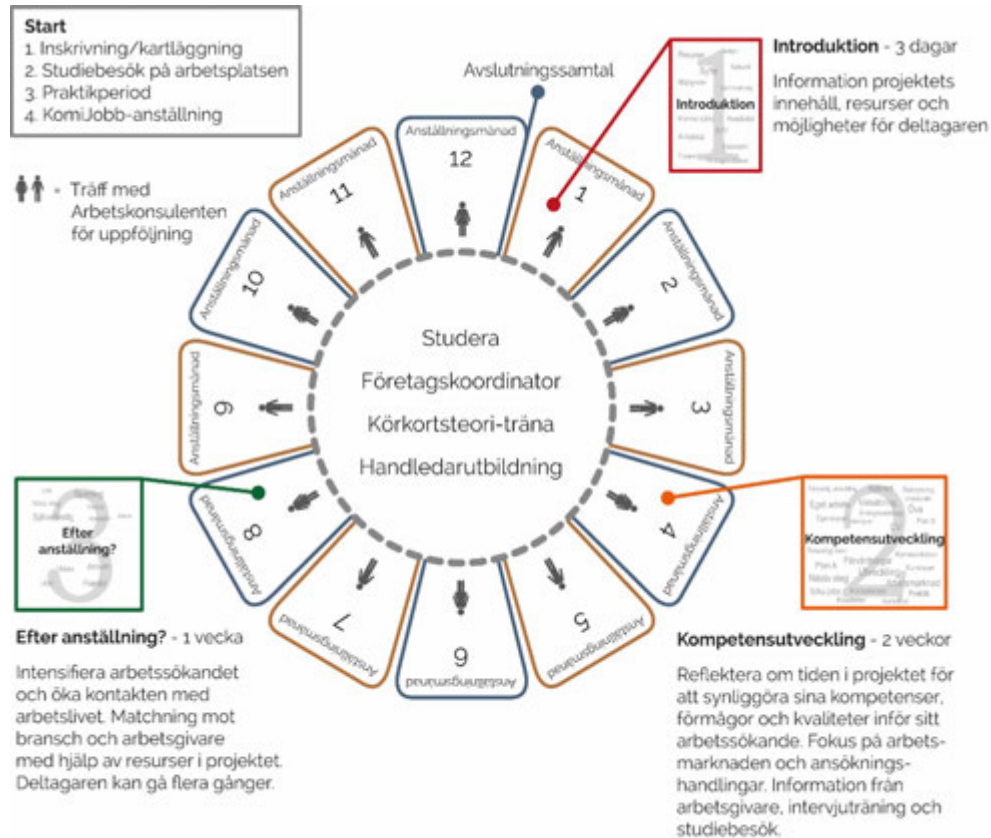 Start
1. Inskrivning/kartläggning
2. Studiebesök på arbetsplatsen
3. Praktikperiod
4. KomiJobb-anställning
= Träff med
Arbetskonsulenten
för uppföljning
Avslutningssamtal
1
Introduktion
Introduktion - 3 dagar
Information projektets
innehåll, resurser och
möjligheter för deltagaren
Anställningsmånad
12
Anställningsmånad
1
Anställningsmånad
2
Anställningsmånad
3
Anställningsmånad
4
Anställningsmånad
5
Anställningsmånad
6
Anställningsmånad
7
Anställningsmånad
8
Anställningsmånad
9
Anställningsmånad
10
Anställningsmånad
11
Studera
Företagskoordinator
Körkortsteori-träna
Handledarutbildning
3
Efter
anställning?
Efter anställning? - 1 vecka
Intensifiera arbetssökandet
och öka kontakten med
arbetslivet. Matchning mot
bransch och arbetsgivare
med hjälp av resurser i projektet.
Deltagaren kan gå flera gånger.
2
Kompetensutveckling
Plan A
Kompetensutveckling - 2 veckor
Reflektera om tiden i projektet för
att synliggöra sina kompetenser,
förmågor och kvaliteter inför sitt
arbetssökande. Fokus på arbets-
marknaden och ansöknings-
handlingar. Information från
arbetsgivare, intervjuträning och
studiebesök.